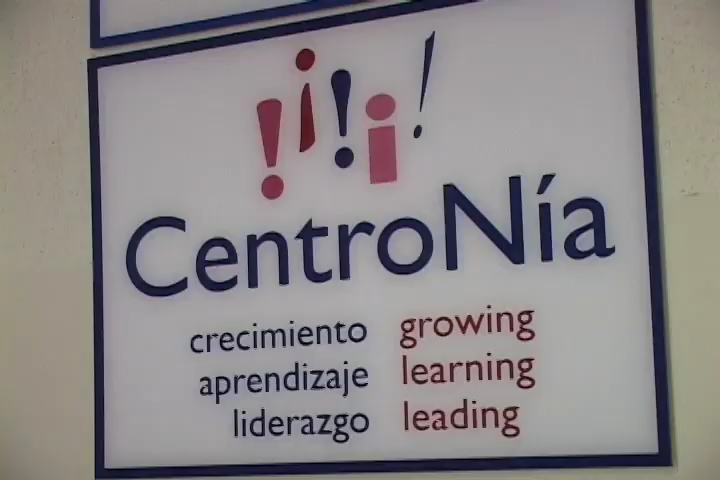 CentroNía
crecimiento growing
aprendizaje learning
liderazgo leading